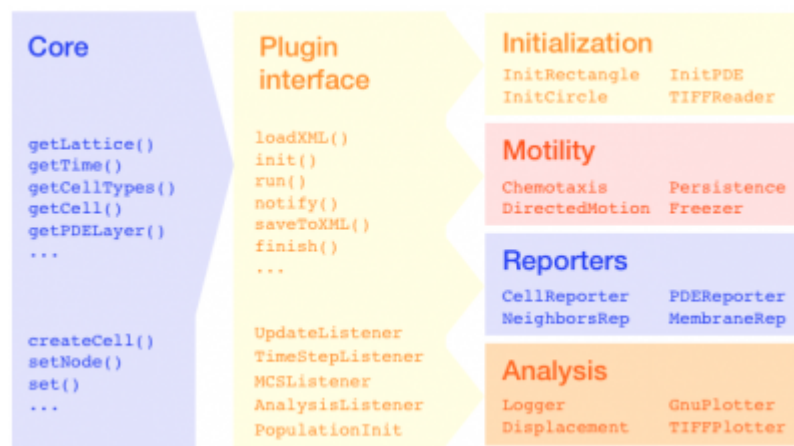 Core
getLattice()
getTime()
getCellTypes()
getCell()
getPDELayer()
...
createCell()
setNode()
set()
...
Plugin
interface
loadXML()
init()
run()
notify()
saveToXML()
finish()
...
UpdateListener
TimeStepListener
MCSListener
AnalysisListener
PopulationInit
Initialization
InitRectangle InitPDE
InitCircle TIFFReader
Motility
Chemotaxis Persistence
DirectedMotion Freezer
Reporters
CellReporter PDEReporter
NeighborsRep MembraneRep
Analysis
Logger GnuPlotter
Displacement TIFFPlotter